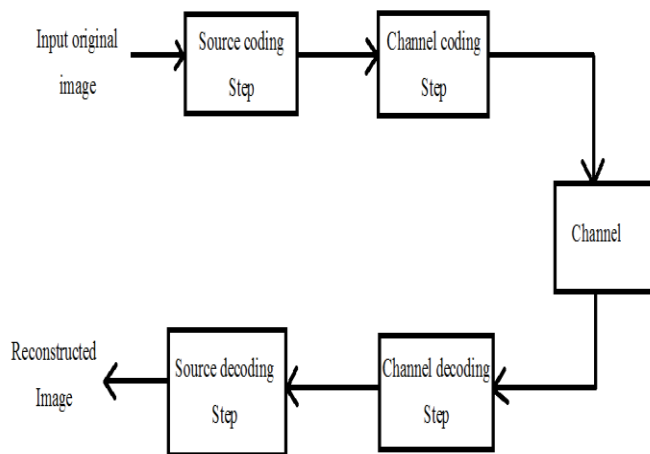 Input original
image
Source coding
Step
Channel coding
Step
Channel
Channel decoding
Step
Source decoding
Step
Reconstructed
Image